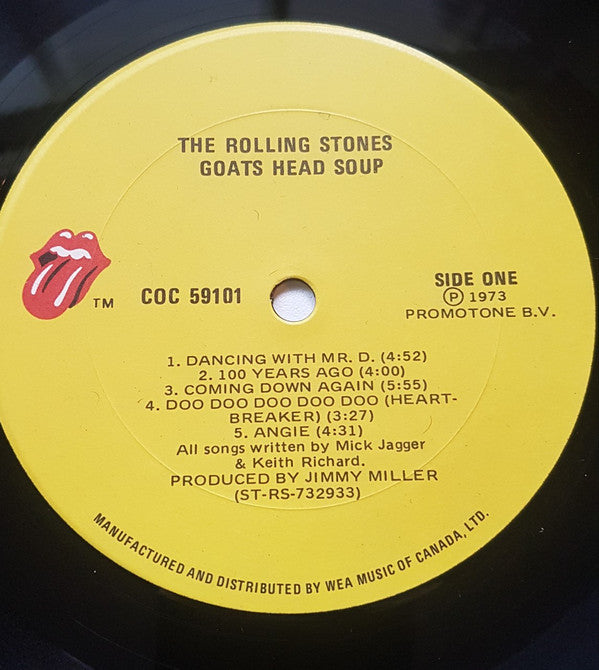 THE ROLLING STONES
GOATS HEAD SOUP
TM
COC 59101
SIDE ONE
Ⓟ 1973
PROMOTONE B.V.
1. DANCING WITH MR. D. (4:52)
2. 100 YEARS AGO (4:00)
3. COMING DOWN AGAIN (5:55)
4. DOO DOO DOO DOO DOO (HEART-
BREAKER) (3:27)
5. ANGIE (4:31)
All songs written by Mick Jagger
& Keith Richard.
PRODUCED BY JIMMY MILLER
(ST-RS-732933)
MANUFACTURED AND DISTRIBUTED BY WEA MUSIC OF CANADA, LTD.